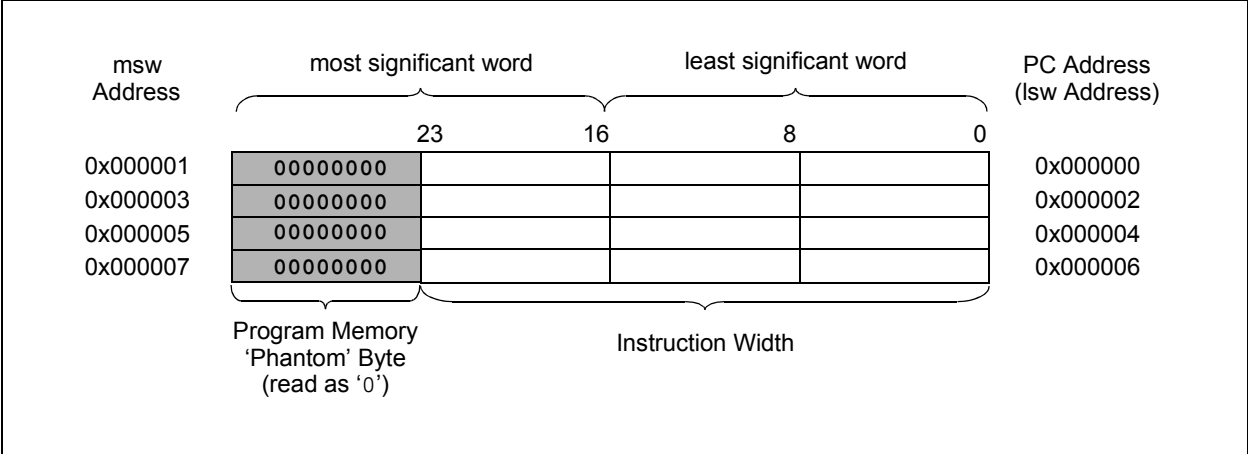 msw
Address
most significant word
least significant word
PC Address
(lsw Address)
23 16 8 0
0x000001 00000000 0x000000
0x000003 00000000 0x000002
0x000005 00000000 0x000004
0x000007 00000000 0x000006
Program Memory
‘Phantom’ Byte
(read as ‘0’)
Instruction Width